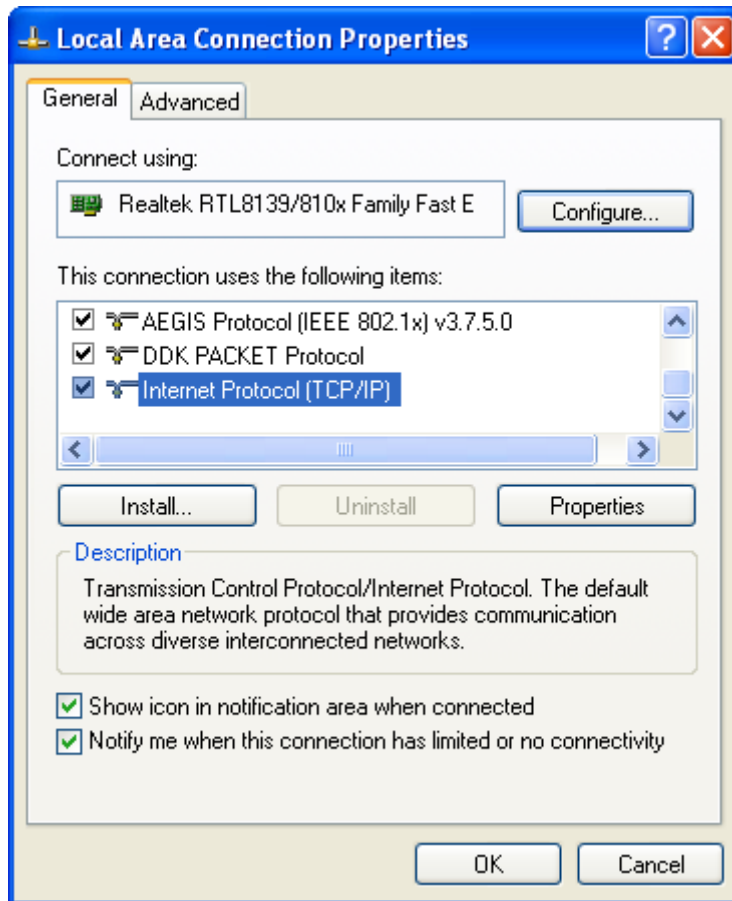 Local Area Connection Properties
General
Advanced
Connect using:
Realtek RTL8139/810x Family Fast E
Configure...
This connection uses the following items:
AEGIS Protocol (IEEE 802.1x) v3.7.5.0
DDK PACKET Protocol
Internet Protocol (TCP/IP)
Install...
Uninstall
Properties
Description
Transmission Control Protocol/Internet Protocol. The default
wide area network protocol that provides communication
across diverse interconnected networks.
Show icon in notification area when connected
Notify me when this connection has limited or no connectivity
OK
Cancel